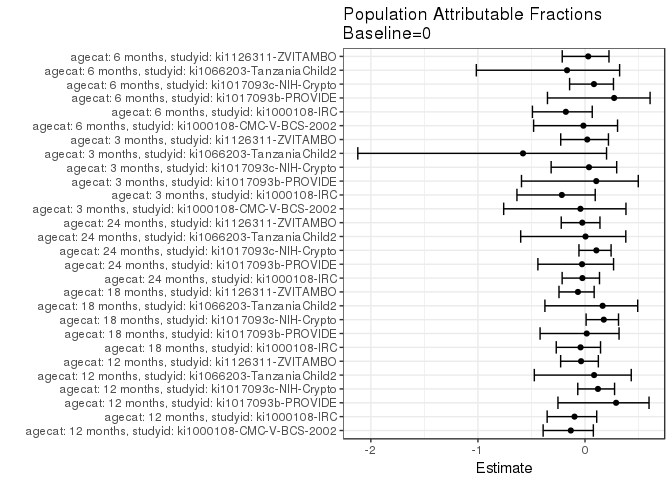 Population Attributable Fractions
Baseline=0
agecat: 6 months, studyid: ki1126311-ZVITAMBO
agecat: 6 months, studyid: ki1066203-TanzaniaChild2
agecat: 6 months, studyid: ki1017093c-NIH-Crypto
agecat: 6 months, studyid: ki1017093b-PROVIDE
agecat: 6 months, studyid: ki1000108-IRC
agecat: 6 months, studyid: ki1000108-CMC-V-BCS-2002
agecat: 3 months, studyid: ki1126311-ZVITAMBO
agecat: 3 months, studyid: ki1066203-TanzaniaChild2
agecat: 3 months, studyid: ki1017093c-NIH-Crypto
agecat: 3 months, studyid: ki1017093b-PROVIDE
agecat: 3 months, studyid: ki1000108-IRC
agecat: 3 months, studyid: ki1000108-CMC-V-BCS-2002
agecat: 24 months, studyid: ki1126311-ZVITAMBO
agecat: 24 months, studyid: ki1066203-TanzaniaChild2
agecat: 24 months, studyid: ki1017093c-NIH-Crypto
agecat: 24 months, studyid: ki1017093b-PROVIDE
agecat: 24 months, studyid: ki1000108-IRC
agecat: 18 months, studyid: ki1126311-ZVITAMBO
agecat: 18 months, studyid: ki1066203-TanzaniaChild2
agecat: 18 months, studyid: ki1017093c-NIH-Crypto
agecat: 18 months, studyid: ki1017093b-PROVIDE
agecat: 18 months, studyid: ki1000108-IRC
agecat: 12 months, studyid: ki1126311-ZVITAMBO
agecat: 12 months, studyid: ki1066203-TanzaniaChild2
agecat: 12 months, studyid: ki1017093c-NIH-Crypto
agecat: 12 months, studyid: ki1017093b-PROVIDE
agecat: 12 months, studyid: ki1000108-IRC
agecat: 12 months, studyid: ki1000108-CMC-V-BCS-2002
-2 -1 0
Estimate